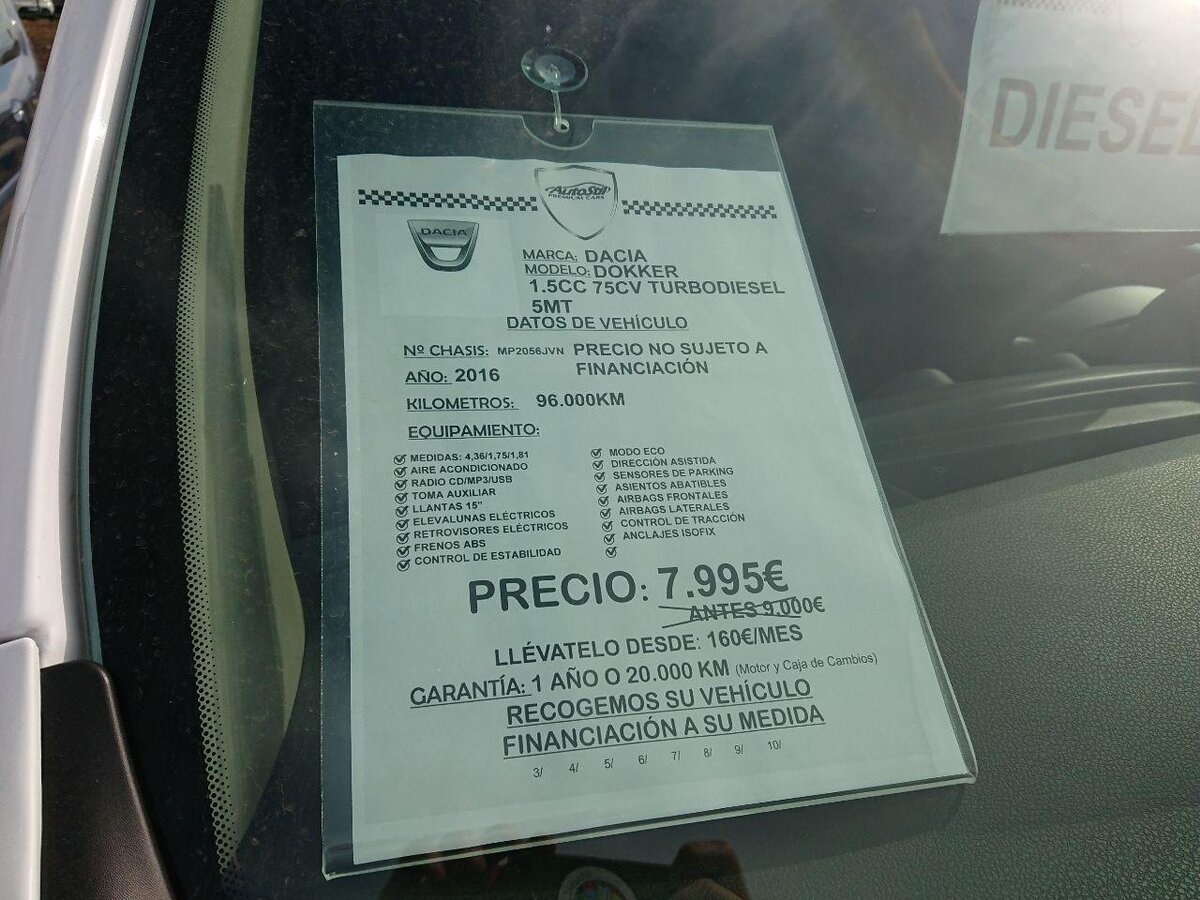 DIESEL
AutoStil
PREMIUM CARS
DACIA
MARCA: DACIA
MODELO: DOKKER
1.5CC 75CV TURBODIESEL
5MT
DATOS DE VEHÍCULO
Nº CHASIS: MP2056JVN PRECIO NO SUJETO A
FINANCIACIÓN
AÑO: 2016
KILOMETROS: 96.000KM
EQUIPAMIENTO:
MEDIDAS: 4,36/1,75/1,81
AIRE ACONDICIONADO
RADIO CD/MP3/USB
TOMA AUXILIAR
LLANTAS 15"
ELEVALUNAS ELÉCTRICOS
RETROVISORES ELÉCTRICOS
FRENOS ABS
CONTROL DE ESTABILIDAD
MODO ECO
DIRECCIÓN ASISTIDA
SENSORES DE PARKING
ASIENTOS ABATIBLES
AIRBAGS FRONTALES
AIRBAGS LATERALES
CONTROL DE TRACCIÓN
ANCLAJES ISOFIX
PRECIO: 7.995€
ANTES 9.000€
LLÉVATELO DESDE: 160€/MES
GARANTÍA: 1 AÑO O 20.000 KM (Motor y Caja de Cambios)
RECOGEMOS SU VEHÍCULO
FINANCIACIÓN A SU MEDIDA
3/ 4/ 5/ 6/ 7/ 8/ 9/ 10/